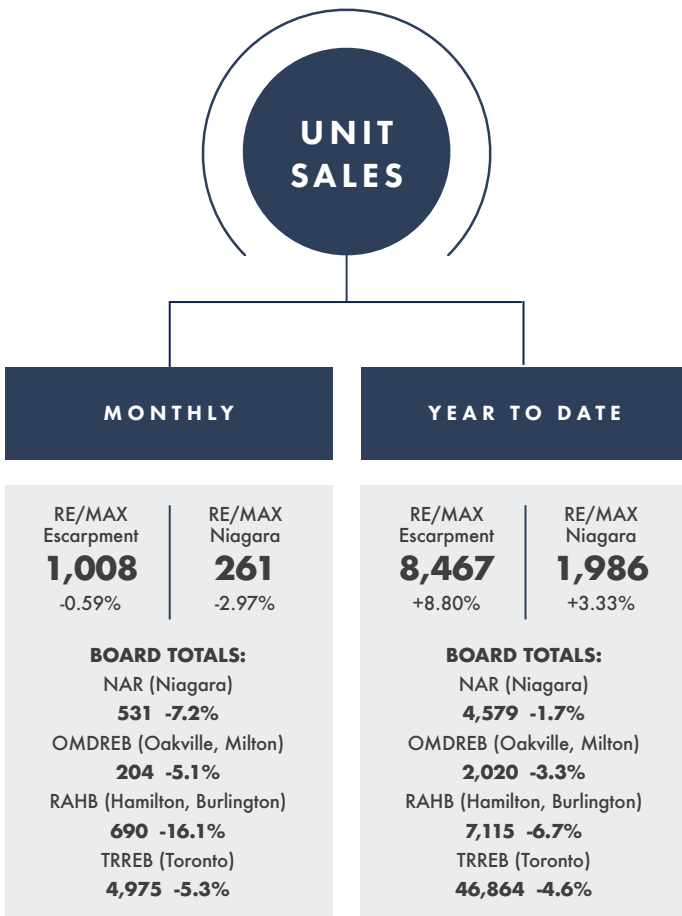 UNIT
SALES
MONTHLY
RE/MAX
Escarpment
1,008
-0.59%
RE/MAX
Niagara
261
-2.97%
BOARD TOTALS:
NAR (Niagara)
531 -7.2%
OMDREB (Oakville, Milton)
204 -5.1%
RAHB (Hamilton, Burlington)
690 -16.1%
TRREB (Toronto)
4,975 -5.3%
YEAR TO DATE
RE/MAX
Escarpment
8,467
+8.80%
RE/MAX
Niagara
1,986
+3.33%
BOARD TOTALS:
NAR (Niagara)
4,579 -1.7%
OMDREB (Oakville, Milton)
2,020 -3.3%
RAHB (Hamilton, Burlington)
7,115 -6.7%
TRREB (Toronto)
46,864 -4.6%